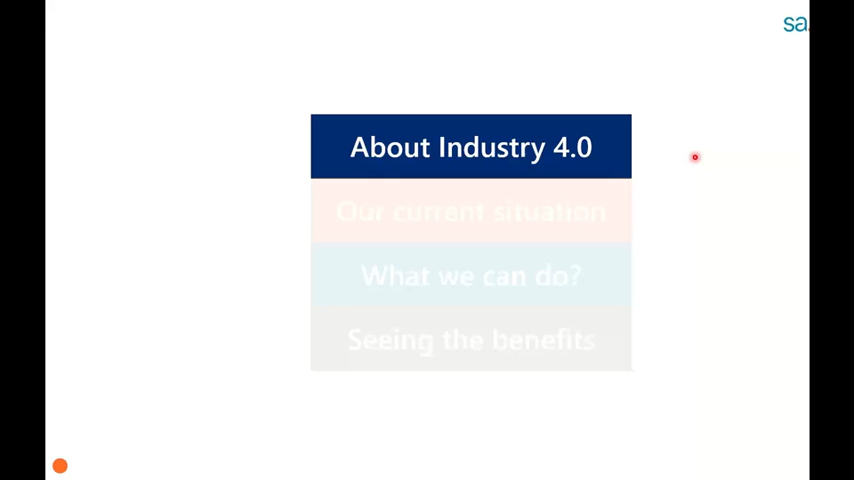 sa.
About Industry 4.0
Our current situation
What we can do?
Seeing the benefits